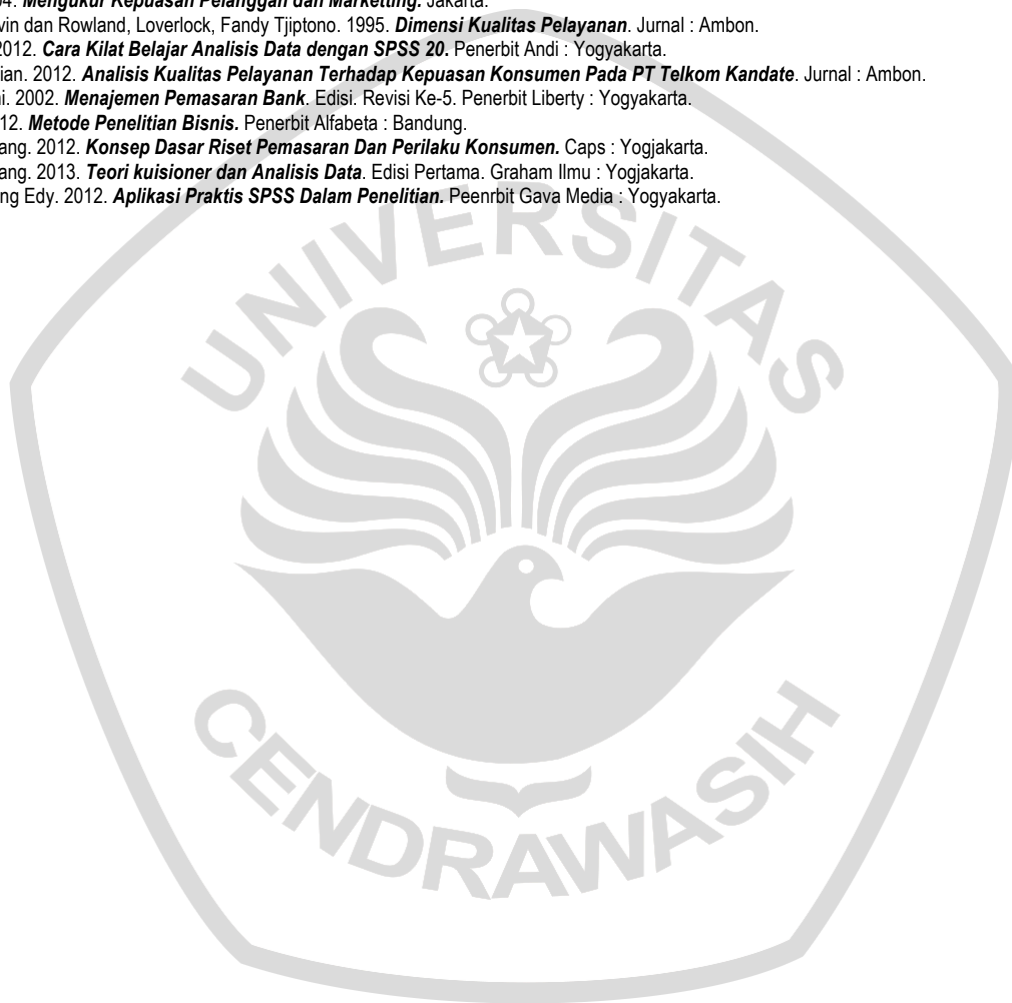 04. Mengukur Kepuasan Pelanggan dan Marketting. Jakarta.
vin dan Rowland, Loverlock, Fandy Tjiptono. 1995. Dimensi Kualitas Pelayanan. Jurnal : Ambon.
2012. Cara Kilat Belajar Analisis Data dengan SPSS 20. Penerbit Andi : Yogyakarta.
ian. 2012. Analisis Kualitas Pelayanan Terhadap Kepuasan Konsumen Pada PT Telkom Kandate. Jurnal : Ambon.
ni. 2002. Menajemen Pemasaran Bank. Edisi. Revisi Ke-5. Penerbit Liberty : Yogyakarta.
12. Metode Penelitian Bisnis. Penerbit Alfabeta : Bandung.
ang. 2012. Konsep Dasar Riset Pemasaran Dan Perilaku Konsumen. Caps : Yogjakarta.
ang. 2013. Teori kuisioner dan Analisis Data. Edisi Pertama. Graham Ilmu : Yogjakarta.
ng Edy. 2012. Aplikasi Praktis SPSS Dalam Penelitian. Peenrbit Gava Media : Yogyakarta.
UNIVERSITAS
CENDRAWASIH